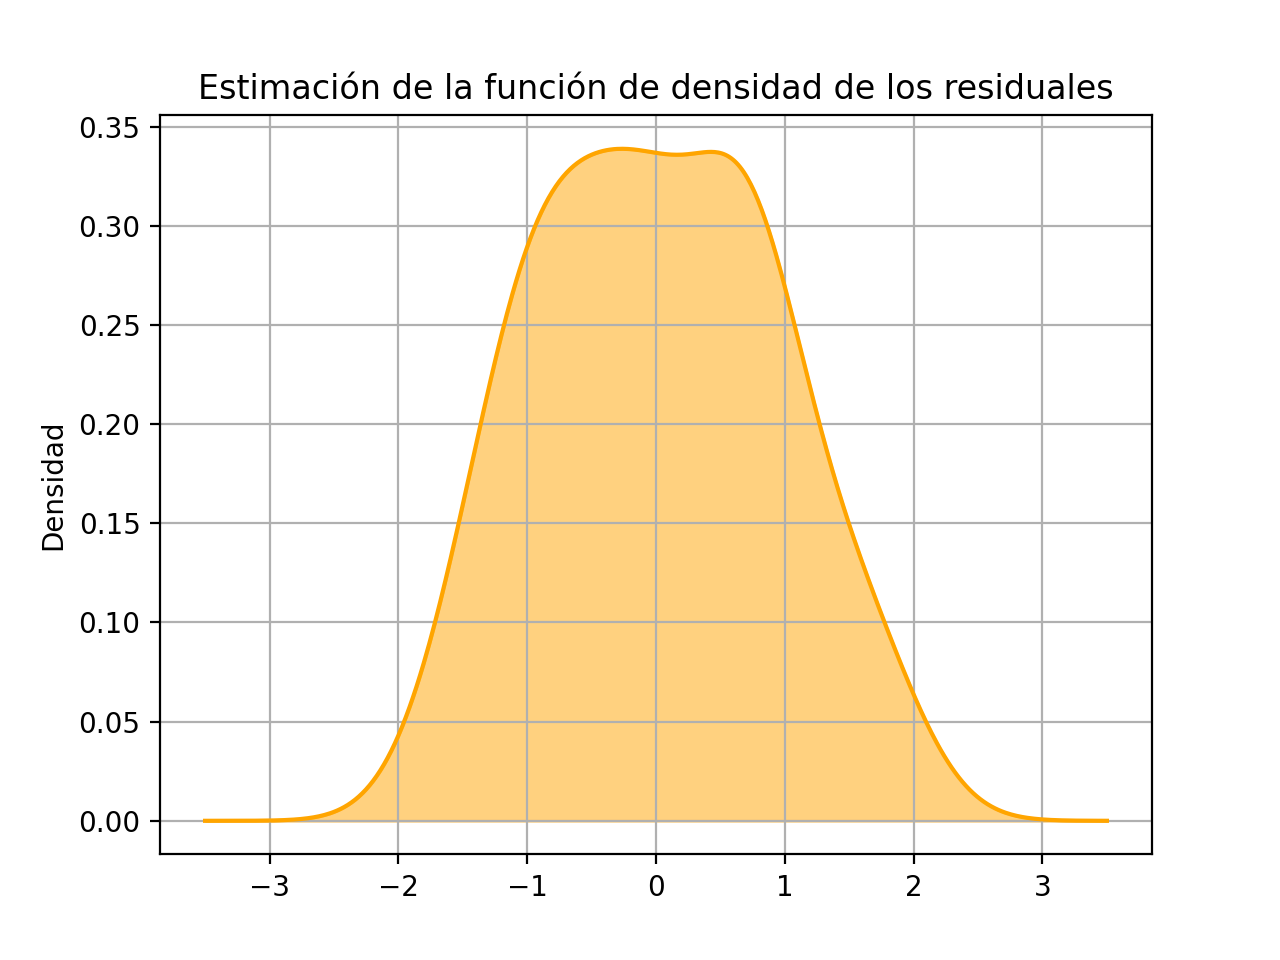 Estimación de la función de densidad de los residuales
0.35
0.30
0.25
0.20
0.15
0.10
0.05
0.00
Densidad
−3 −2 −1 0 1 2 3